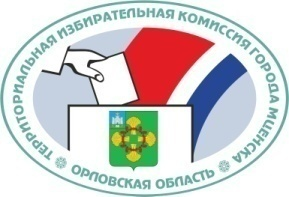 ТЕРРИТОРИАЛЬНАЯ ИЗБИРАТЕЛЬНАЯ КОМИССИЯ ГОРОДА МЦЕНСКА
ОРЛОВСКАЯ ОБЛАСТЬ